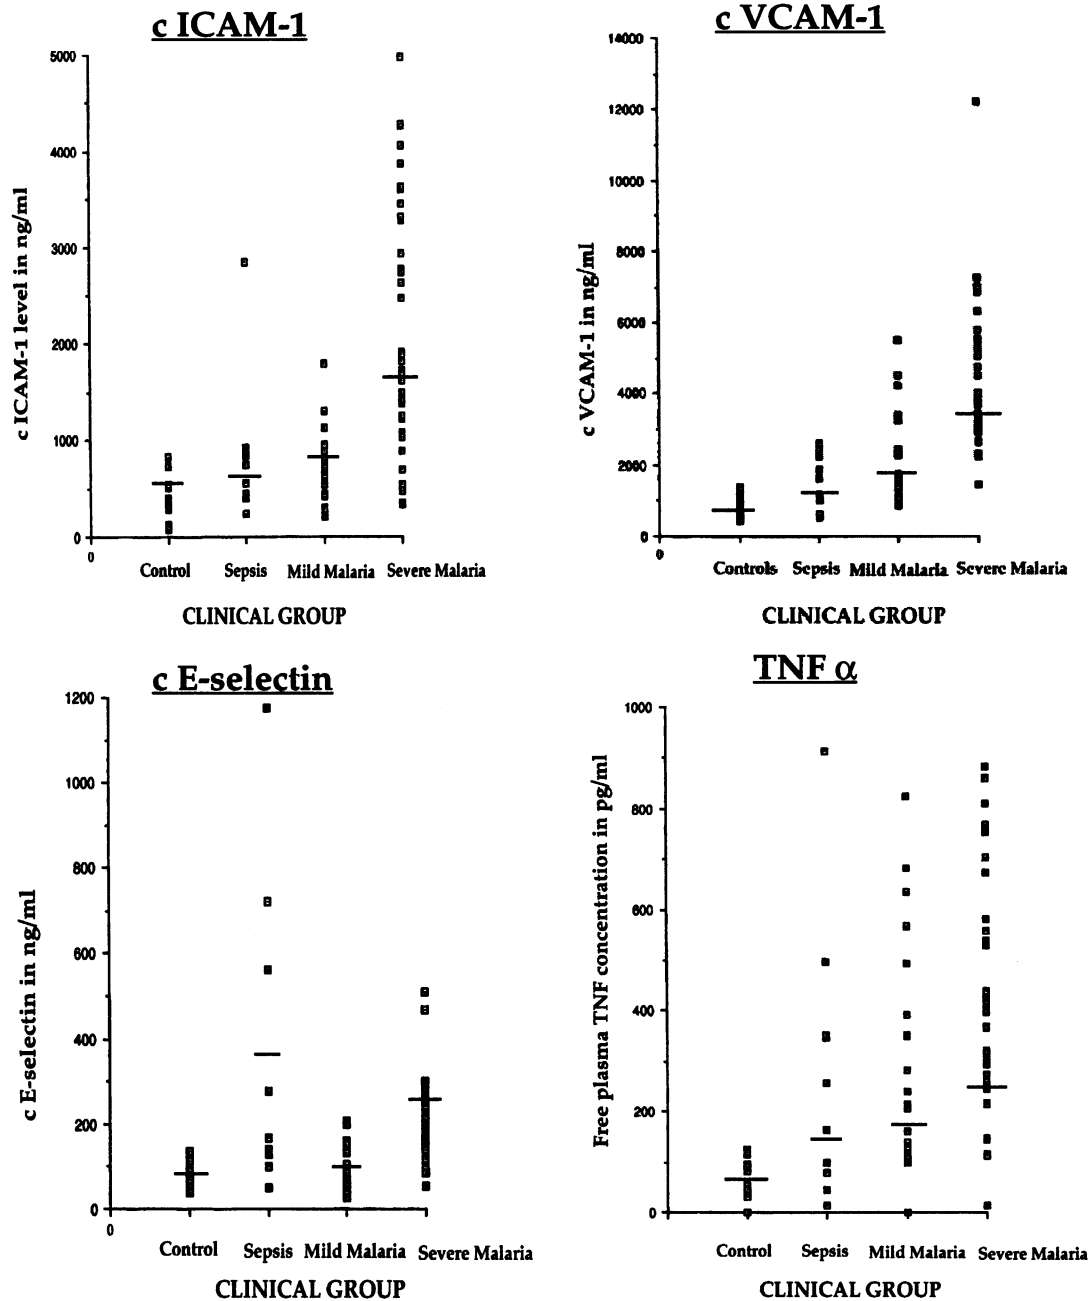 c ICAM-1
c ICAM-1 level in ng/ml
5000
4000
3000
2000
1000
0
0
Control Sepsis Mild Malaria Severe Malaria
CLINICAL GROUP
c VCAM-1
c VCAM-1 in ng/ml
14000
12000
10000
8000
6000
4000
2000
0
0
Controls Sepsis Mild Malaria Severe Malaria
CLINICAL GROUP
c E-selectin
c E-selectin in ng/ml
1200
1000
800
600
400
200
0
0
Control Sepsis Mild Malaria Severe Malaria
CLINICAL GROUP
TNF α
Free plasma TNF concentration in pg/ml
1000
800
600
400
200
0
Control Sepsis Mild Malaria Severe Malaria
CLINICAL GROUP